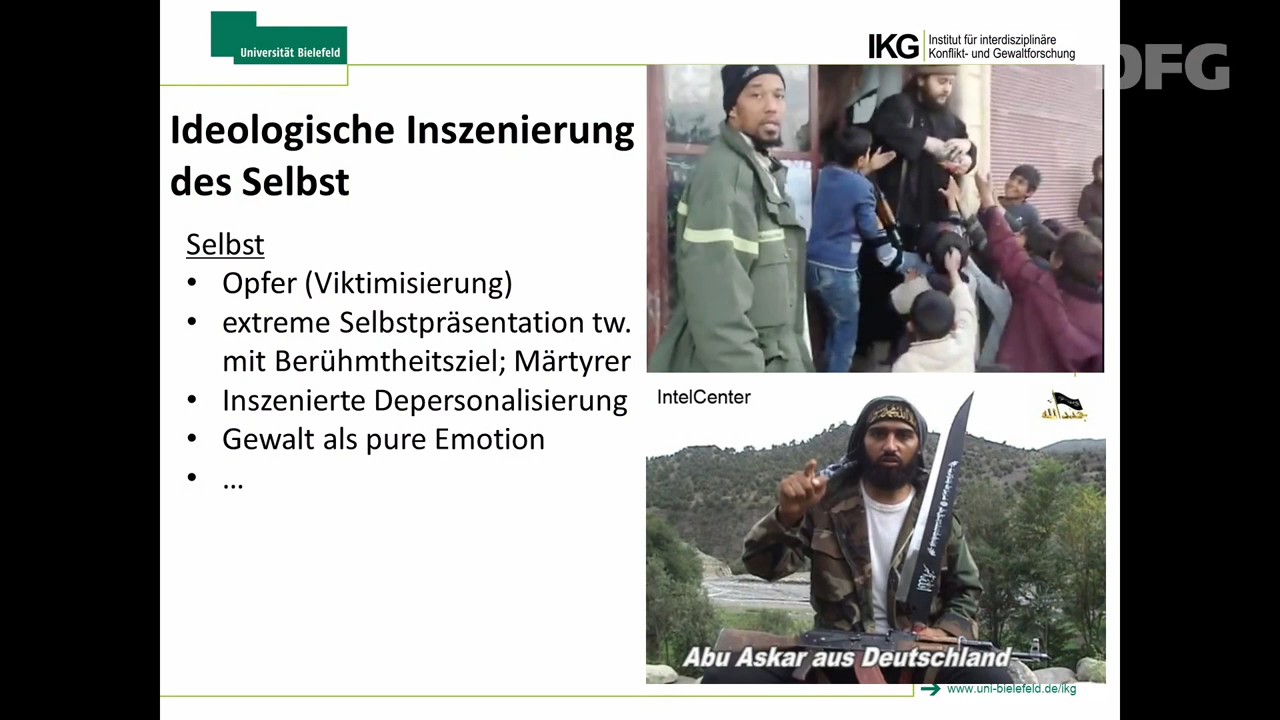 Universität Bielefeld
IKG
Institut für interdisziplinäre
Konflikt- und Gewaltforschung
DFG
Ideologische Inszenierung
des Selbst
Selbst
• Opfer (Viktimisierung)
• extreme Selbstpräsentation tw.
mit Berühmtheitsziel; Märtyrer
• Inszenierte Depersonalisierung
• Gewalt als pure Emotion
• ...
IntelCenter
Abu Askar aus Deutschland
www.uni-bielefeld.de/ikg